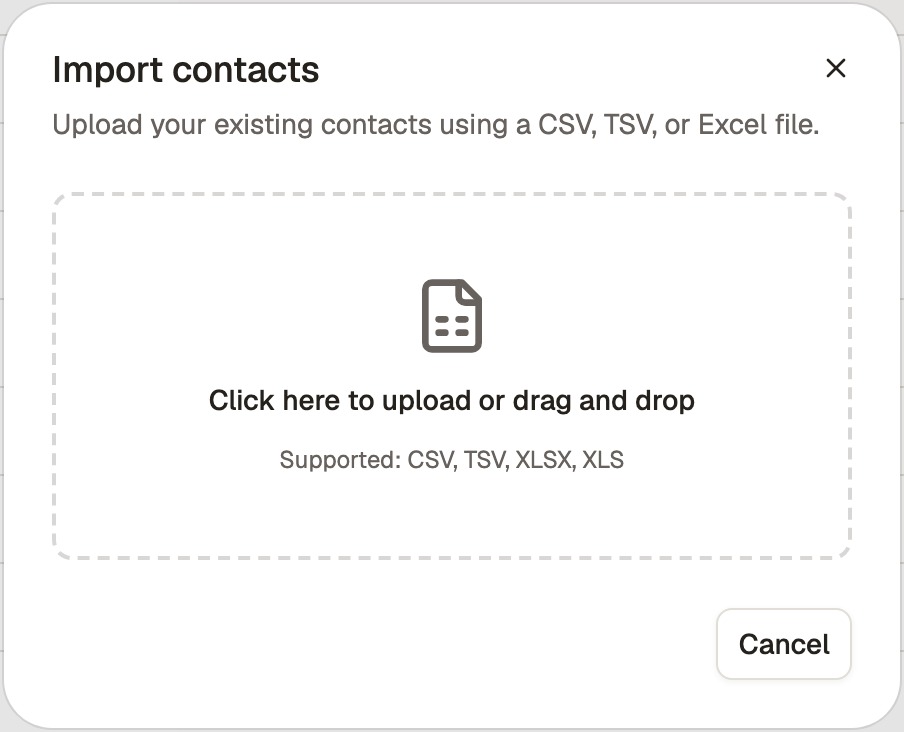 Import contacts
Upload your existing contacts using a CSV, TSV, or Excel file.
Click here to upload or drag and drop
Supported: CSV, TSV, XLSX, XLS
Cancel